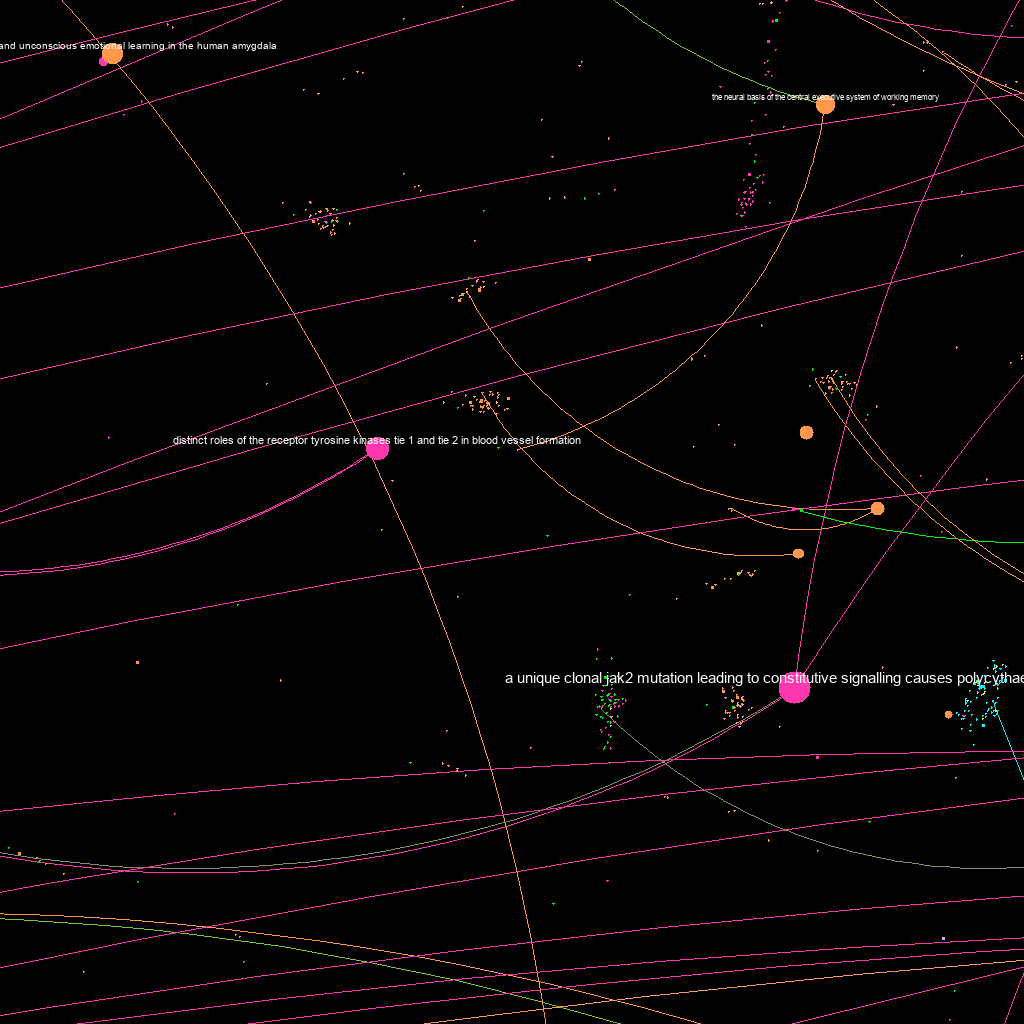 and unconscious emotional learning in the human amygdala
the neural basis of the central executive system of working memory
distinct roles of the receptor tyrosine kinases tie 1 and tie 2 in blood vessel formation
a unique clonal jak2 mutation leading to constitutive signalling causes polycythae